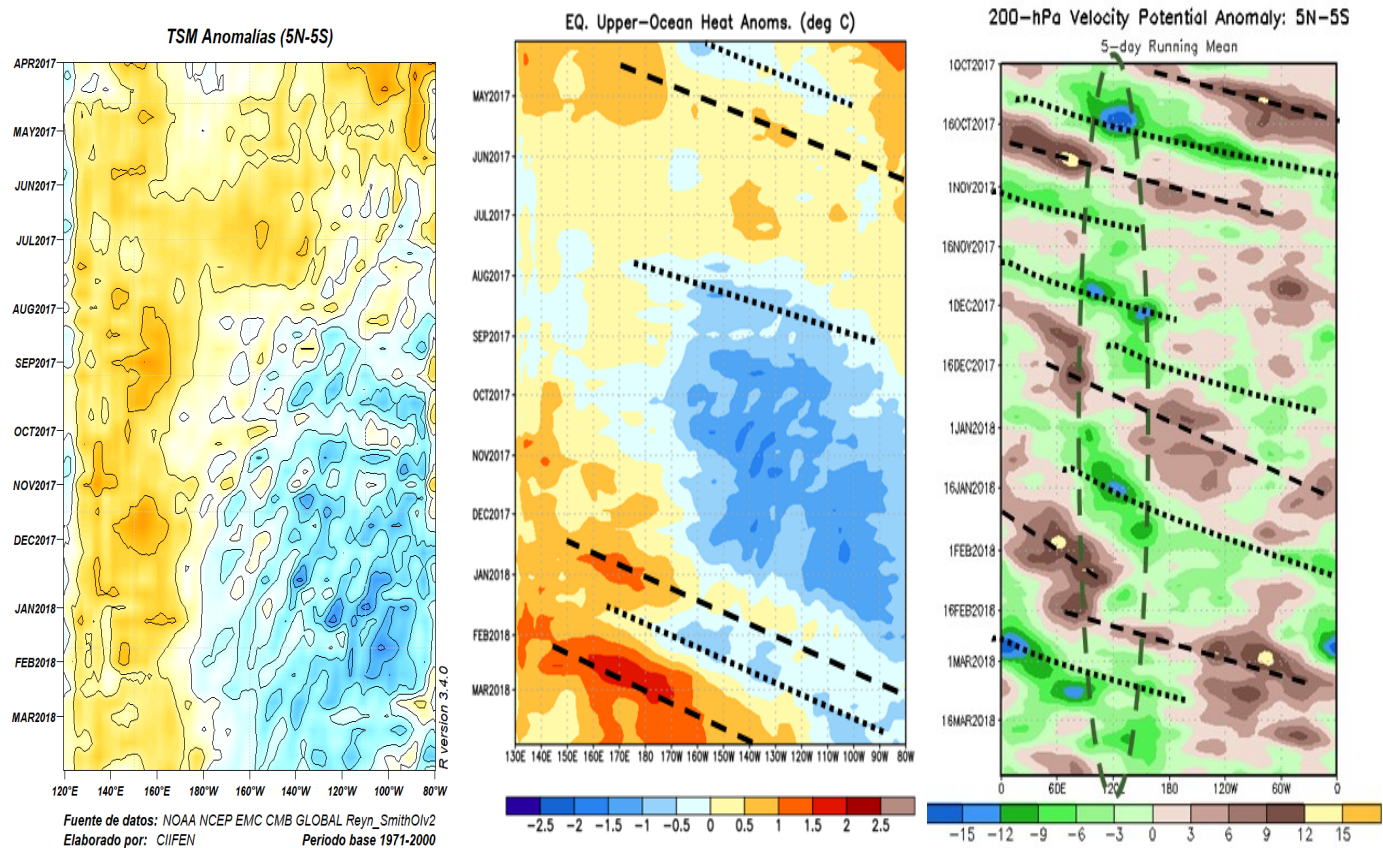 TSM Anomalías (5N-5S)
APR2017
MAY2017
JUN2017
JUL2017
AUG2017
SEP2017
OCT2017
NOV2017
DEC2017
JAN2018
FEB2018
MAR2018
120°E 140°E 160°E 180° 160°W 140°W 120°W 100°W 80°W
R version 3.4.0
Fuente de datos: NOAA NCEP EMC CMB GLOBAL Reyn_SmithOIv2
Elaborado por: CIIFEN Periodo base 1971-2000
EQ. Upper-Ocean Heat Anoms. (deg C)
MAY2017
JUN2017
JUL2017
AUG2017
SEP2017
OCT2017
NOV2017
DEC2017
JAN2018
FEB2018
MAR2018
130E 140E 150E 160E 170E 180 170W 160W 150W 140W 130W 120W 110W 100W 90W 80W
-2.5 -2 -1.5 -1 -0.5 0 0.5 1 1.5 2 2.5
200-hPa Velocity Potential Anomaly: 5N-5S
5-day Running Mean
1OCT2017
16OCT2017
1NOV2017
16NOV2017
1DEC2017
16DEC2017
1JAN2018
16JAN2018
1FEB2018
16FEB2018
1MAR2018
16MAR2018
0 60E 120E 180 120W 60W 0
-15 -12 -9 -6 -3 0 3 6 9 12 15